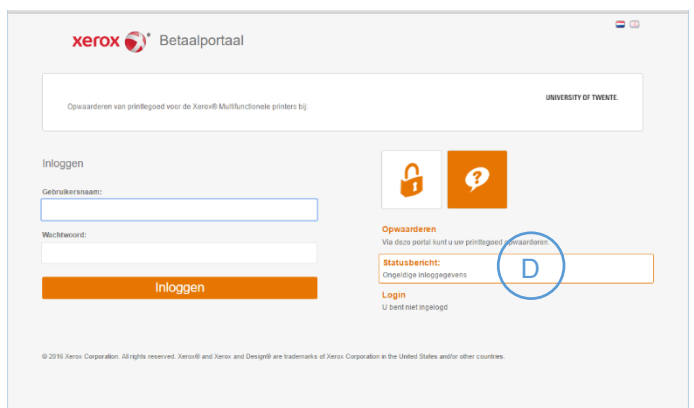 xerox Betaalportaal
Opwaarderen van printtegoed voor de Xerox® Multifunctionele printers bij:
UNIVERSITY OF TWENTE.
Inloggen
Gebruikersnaam:
Wachtwoord:
Inloggen
?
Opwaarderen
Via deze portal kunt u uw printtegoed opwaarderen.
Statusbericht:
Ongeldige inloggegevens
D
Login
U bent niet ingelogd
© 2016 Xerox Corporation. All rights reserved. Xerox® and Xerox and Design® are trademarks of Xerox Corporation in the United States and/or other countries.